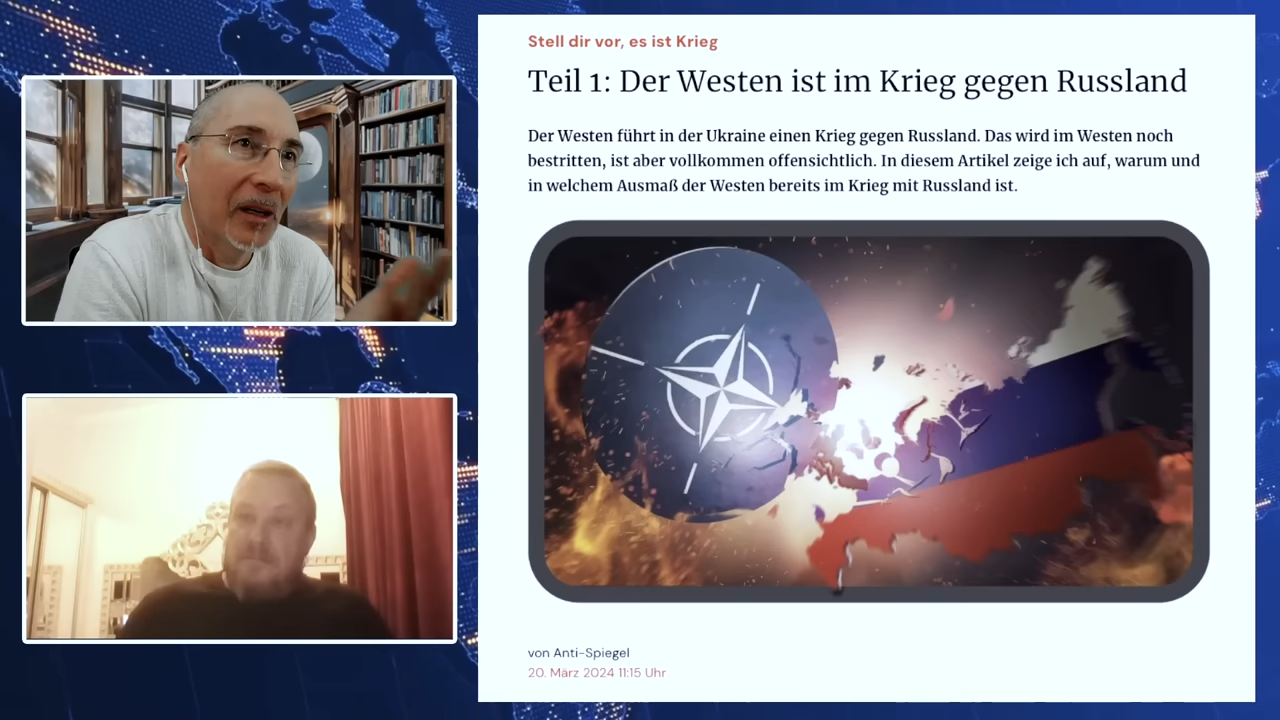 Stell dir vor, es ist Krieg
Teil 1: Der Westen ist im Krieg gegen Russland
Der Westen führt in der Ukraine einen Krieg gegen Russland. Das wird im Westen noch
bestritten, ist aber vollkommen offensichtlich. In diesem Artikel zeige ich auf, warum und
in welchem Ausmaß der Westen bereits im Krieg mit Russland ist.
von Anti-Spiegel
20. März 2024 11:15 Uhr